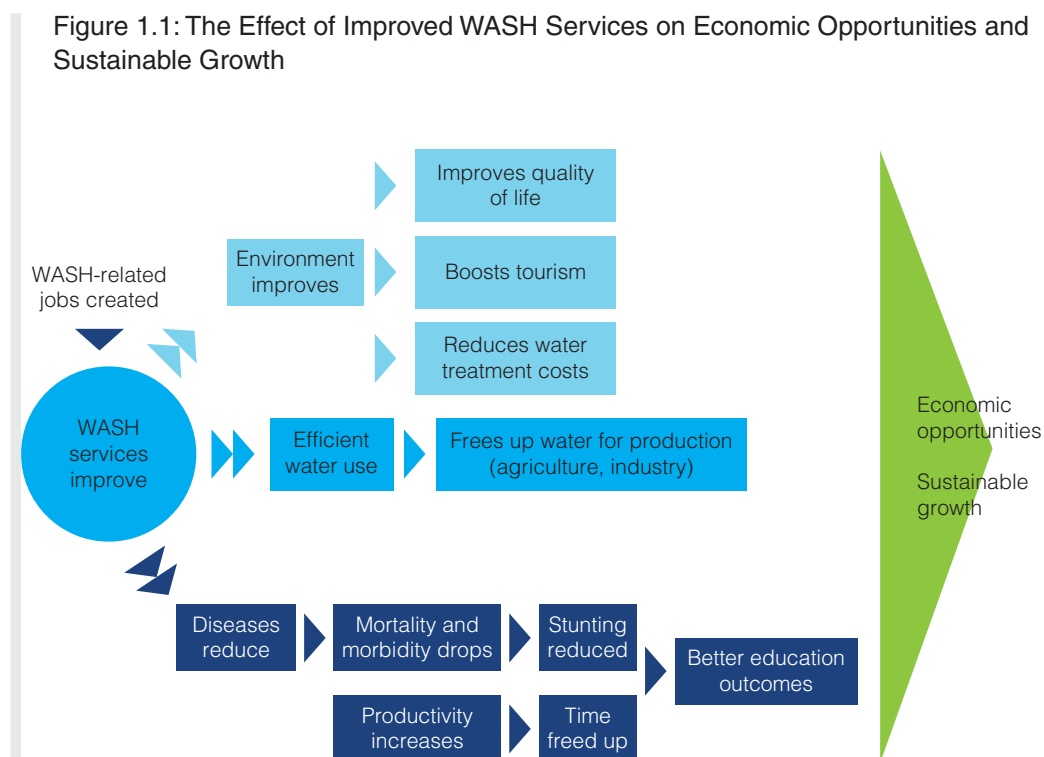 Figure 1.1: The Effect of Improved WASH Services on Economic Opportunities and
Sustainable Growth
WASH-related
jobs created
WASH
services
improve
Environment
improves
Improves quality
of life
Boosts tourism
Reduces water
treatment costs
Efficient
water use
Frees up water for production
(agriculture, industry)
Diseases
reduce
Mortality and
morbidity drops
Stunting
reduced
Productivity
increases
Time
freed up
Better education
outcomes
Economic
opportunities
Sustainable
growth